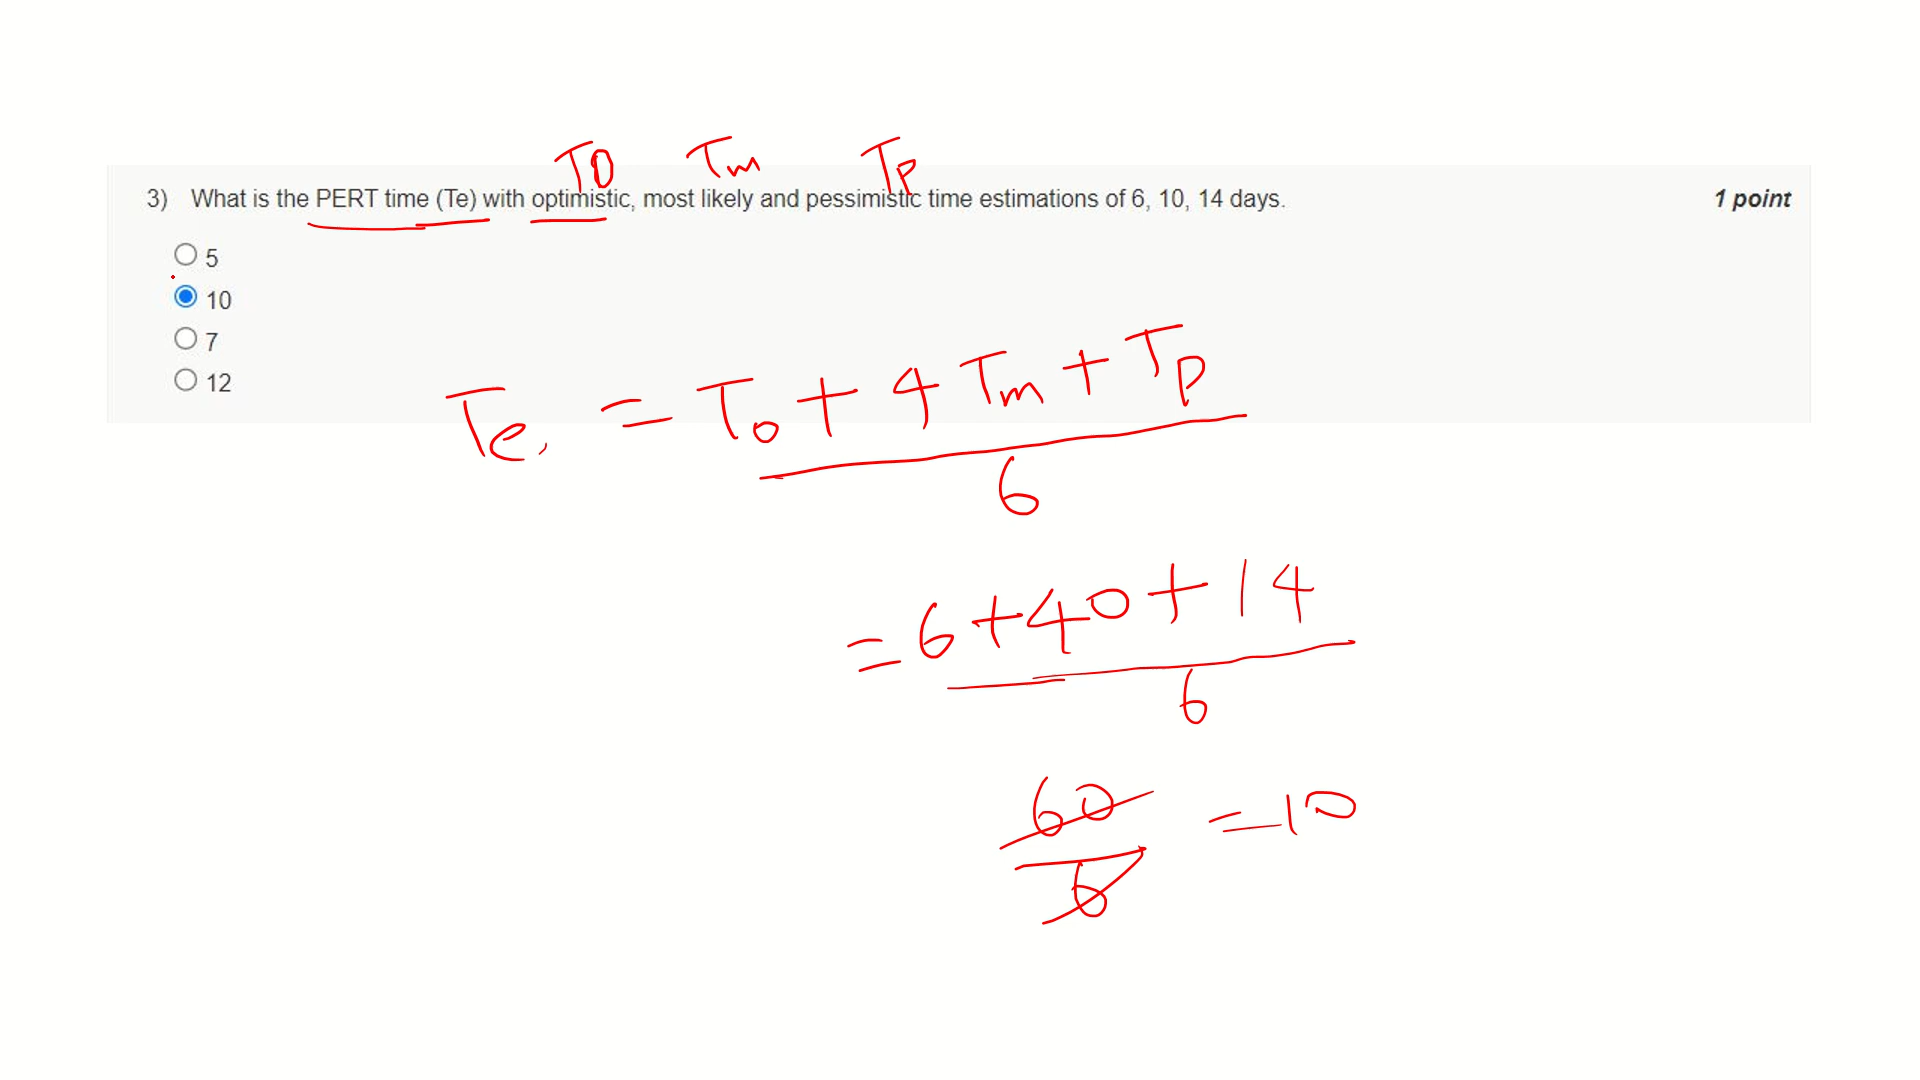 To Tm Tp
3) What is the PERT time (Te) with optimistic, most likely and pessimistic time estimations of 6, 10, 14 days. 1 point
5
10
7
12
Te = To + 4 Tm + Tp
6
= 6 + 40 + 14
6
60 = 10
6